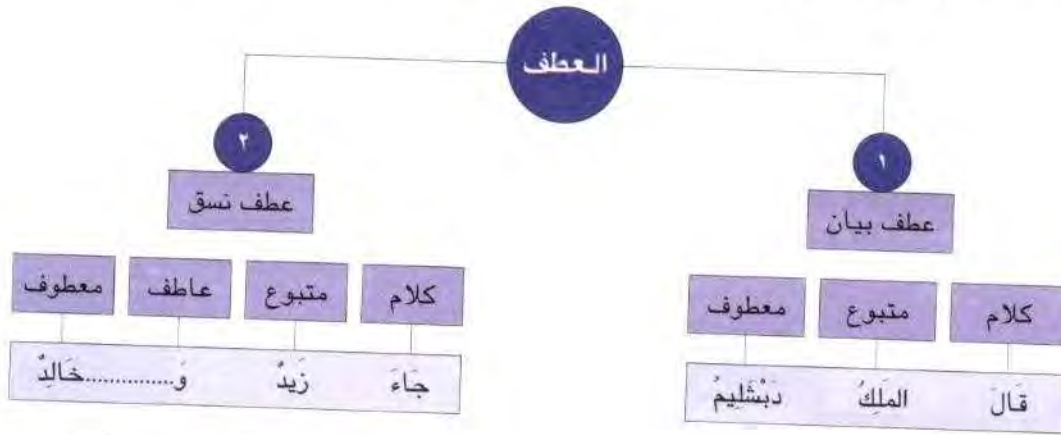 العطف
١
عطف بيان
كلام متبوع معطوف
قَالَ المَلِكُ دَبْشَلِيمُ
٢
عطف نسق
كلام متبوع عاطف معطوف
جَاءَ زَيدٌ وَ...............خَالِدٌ